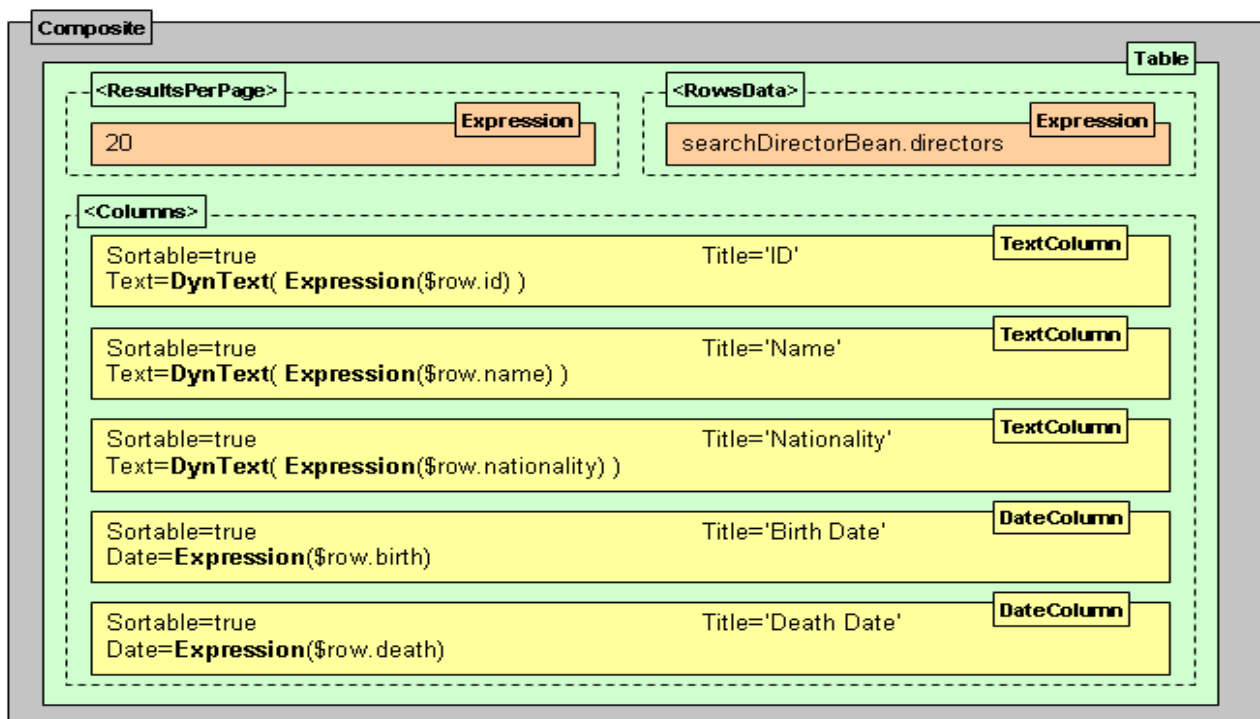 Composite
Table
<ResultsPerPage>
<RowsData>
Expression
Expression
20
searchDirectorBean.directors
<Columns>
TextColumn
Sortable=true Title='ID'
Text=DynText( Expression($row.id) )
TextColumn
Sortable=true Title='Name'
Text=DynText( Expression($row.name) )
TextColumn
Sortable=true Title='Nationality'
Text=DynText( Expression($row.nationality) )
DateColumn
Sortable=true Title='Birth Date'
Date=Expression($row.birth)
DateColumn
Sortable=true Title='Death Date'
Date=Expression($row.death)